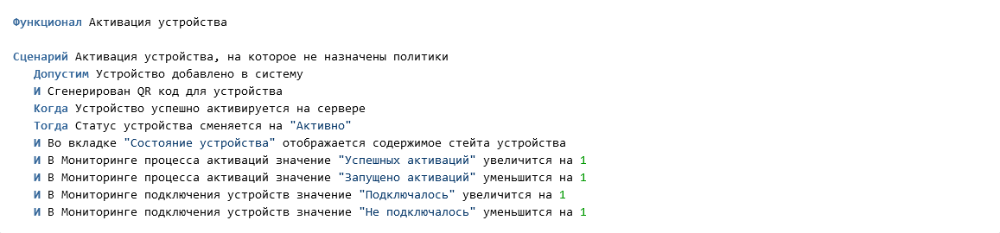 Функционал Активация устройства
Сценарий Активация устройства, на которое не назначены политики
Допустим Устройство добавлено в систему
И Сгенерирован QR код для устройства
Когда Устройство успешно активируется на сервере
Тогда Статус устройства сменяется на "Активно"
И Во вкладке "Состояние устройства" отображается содержимое стейта устройства
И В Мониторинге процесса активаций значение "Успешных активаций" увеличится на 1
И В Мониторинге процесса активаций значение "Запущено активаций" уменьшится на 1
И В Мониторинге подключения устройств значение "Подключалось" увеличится на 1
И В Мониторинге подключения устройств значение "Не подключалось" уменьшится на 1